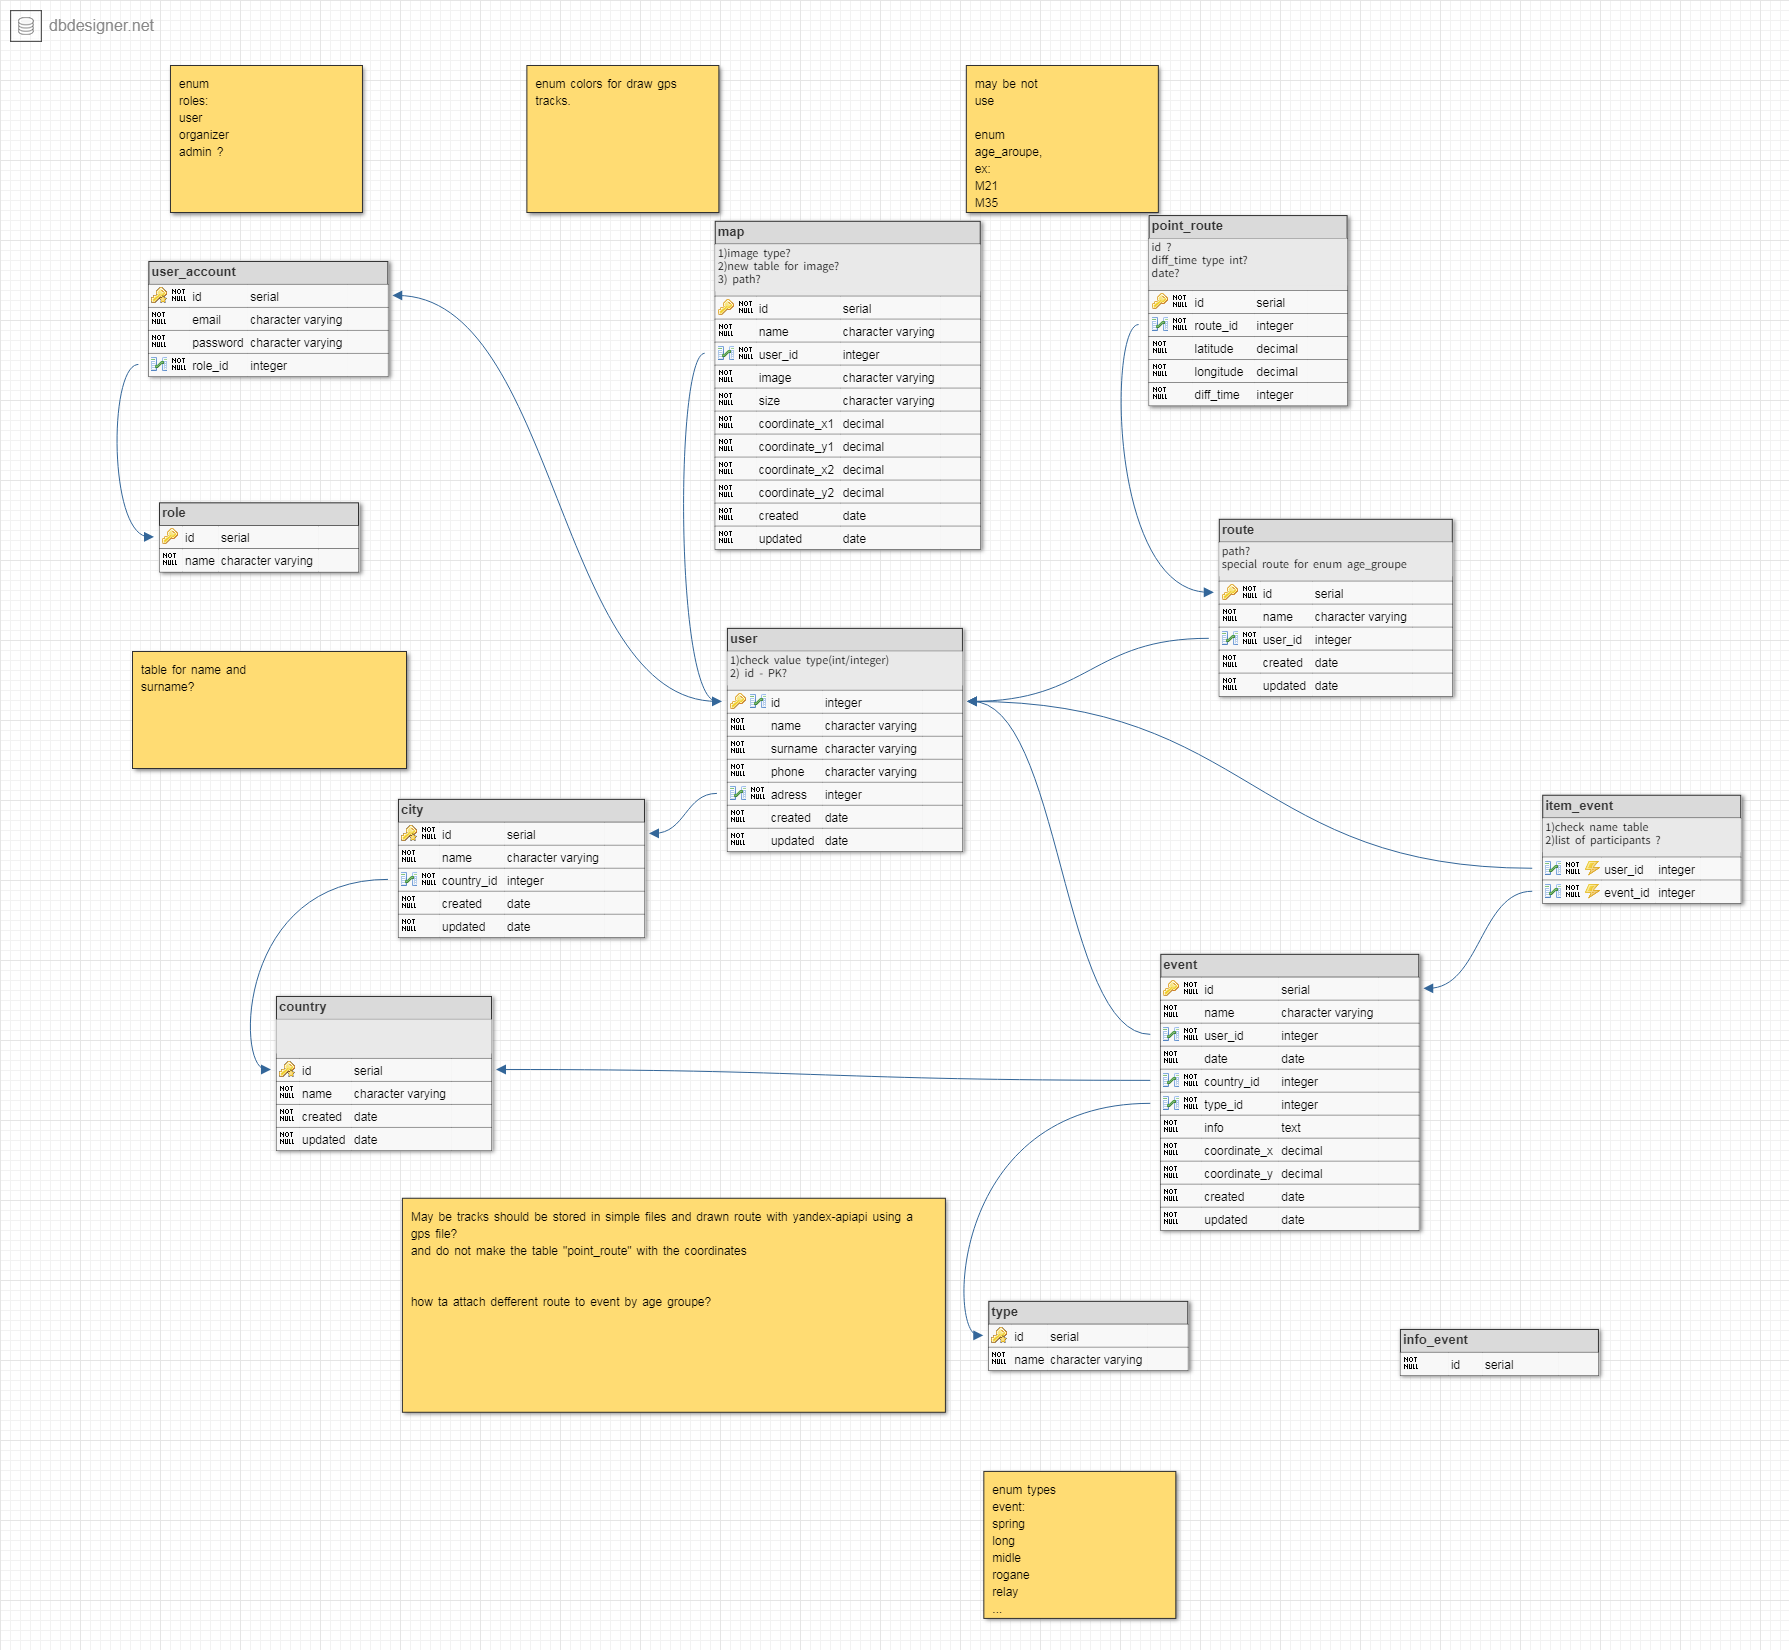 dbdesigner.net
enum
roles:
user
organizer
admin ?
enum colors for draw gps
tracks.
may be not
use
enum
age_aroupe,
ex:
M21
M35
user_account
NOT NULL id serial
NOT NULL email character varying
NOT NULL password character varying
NOT NULL role_id integer
role
id serial
NOT NULL name character varying
map
1)image type?
2)new table for image?
3) path?
NOT NULL id serial
NOT NULL name character varying
NOT NULL user_id integer
NOT NULL image character varying
NOT NULL size character varying
NOT NULL coordinate_x1 decimal
NOT NULL coordinate_y1 decimal
NOT NULL coordinate_x2 decimal
NOT NULL coordinate_y2 decimal
NOT NULL created date
NOT NULL updated date
point_route
id ?
diff_time type int?
date?
NOT NULL id serial
NOT NULL route_id integer
NOT NULL latitude decimal
NOT NULL longitude decimal
NOT NULL diff_time integer
route
path?
special route for enum age_groupe
NOT NULL id serial
NOT NULL name character varying
NOT NULL user_id integer
NOT NULL created date
NOT NULL updated date
table for name and
surname?
user
1)check value type(int/integer)
2) id - PK?
id integer
NOT NULL name character varying
NOT NULL surname character varying
NOT NULL phone character varying
NOT NULL adress integer
NOT NULL created date
NOT NULL updated date
city
NOT NULL id serial
NOT NULL name character varying
NOT NULL country_id integer
NOT NULL created date
NOT NULL updated date
item_event
1)check name table
2)list of participants ?
NOT NULL user_id integer
NOT NULL event_id integer
country
id serial
NOT NULL name character varying
NOT NULL created date
NOT NULL updated date
event
NOT NULL id serial
NOT NULL name character varying
NOT NULL user_id integer
NOT NULL date date
NOT NULL country_id integer
NOT NULL type_id integer
NOT NULL info text
NOT NULL coordinate_x decimal
NOT NULL coordinate_y decimal
NOT NULL created date
NOT NULL updated date
May be tracks should be stored in simple files and drawn route with yandex-apiapi using a
gps file?
and do not make the table "point_route" with the coordinates
how ta attach defferent route to event by age groupe?
type
id serial
NOT NULL name character varying
info_event
NOT NULL id serial
enum types
event:
spring
long
midle
rogane
relay
...